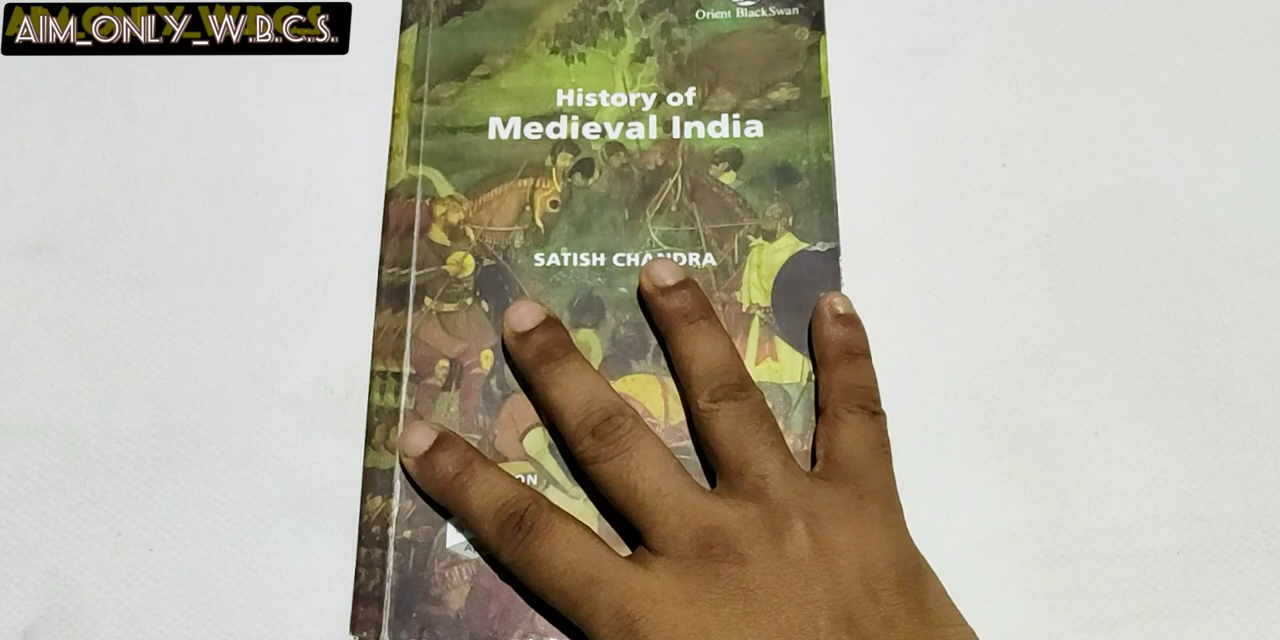 AIM_ONLY_W.B.C.S.
Orient BlackSwan
History of
Medieval India
SATISH CHANDRA